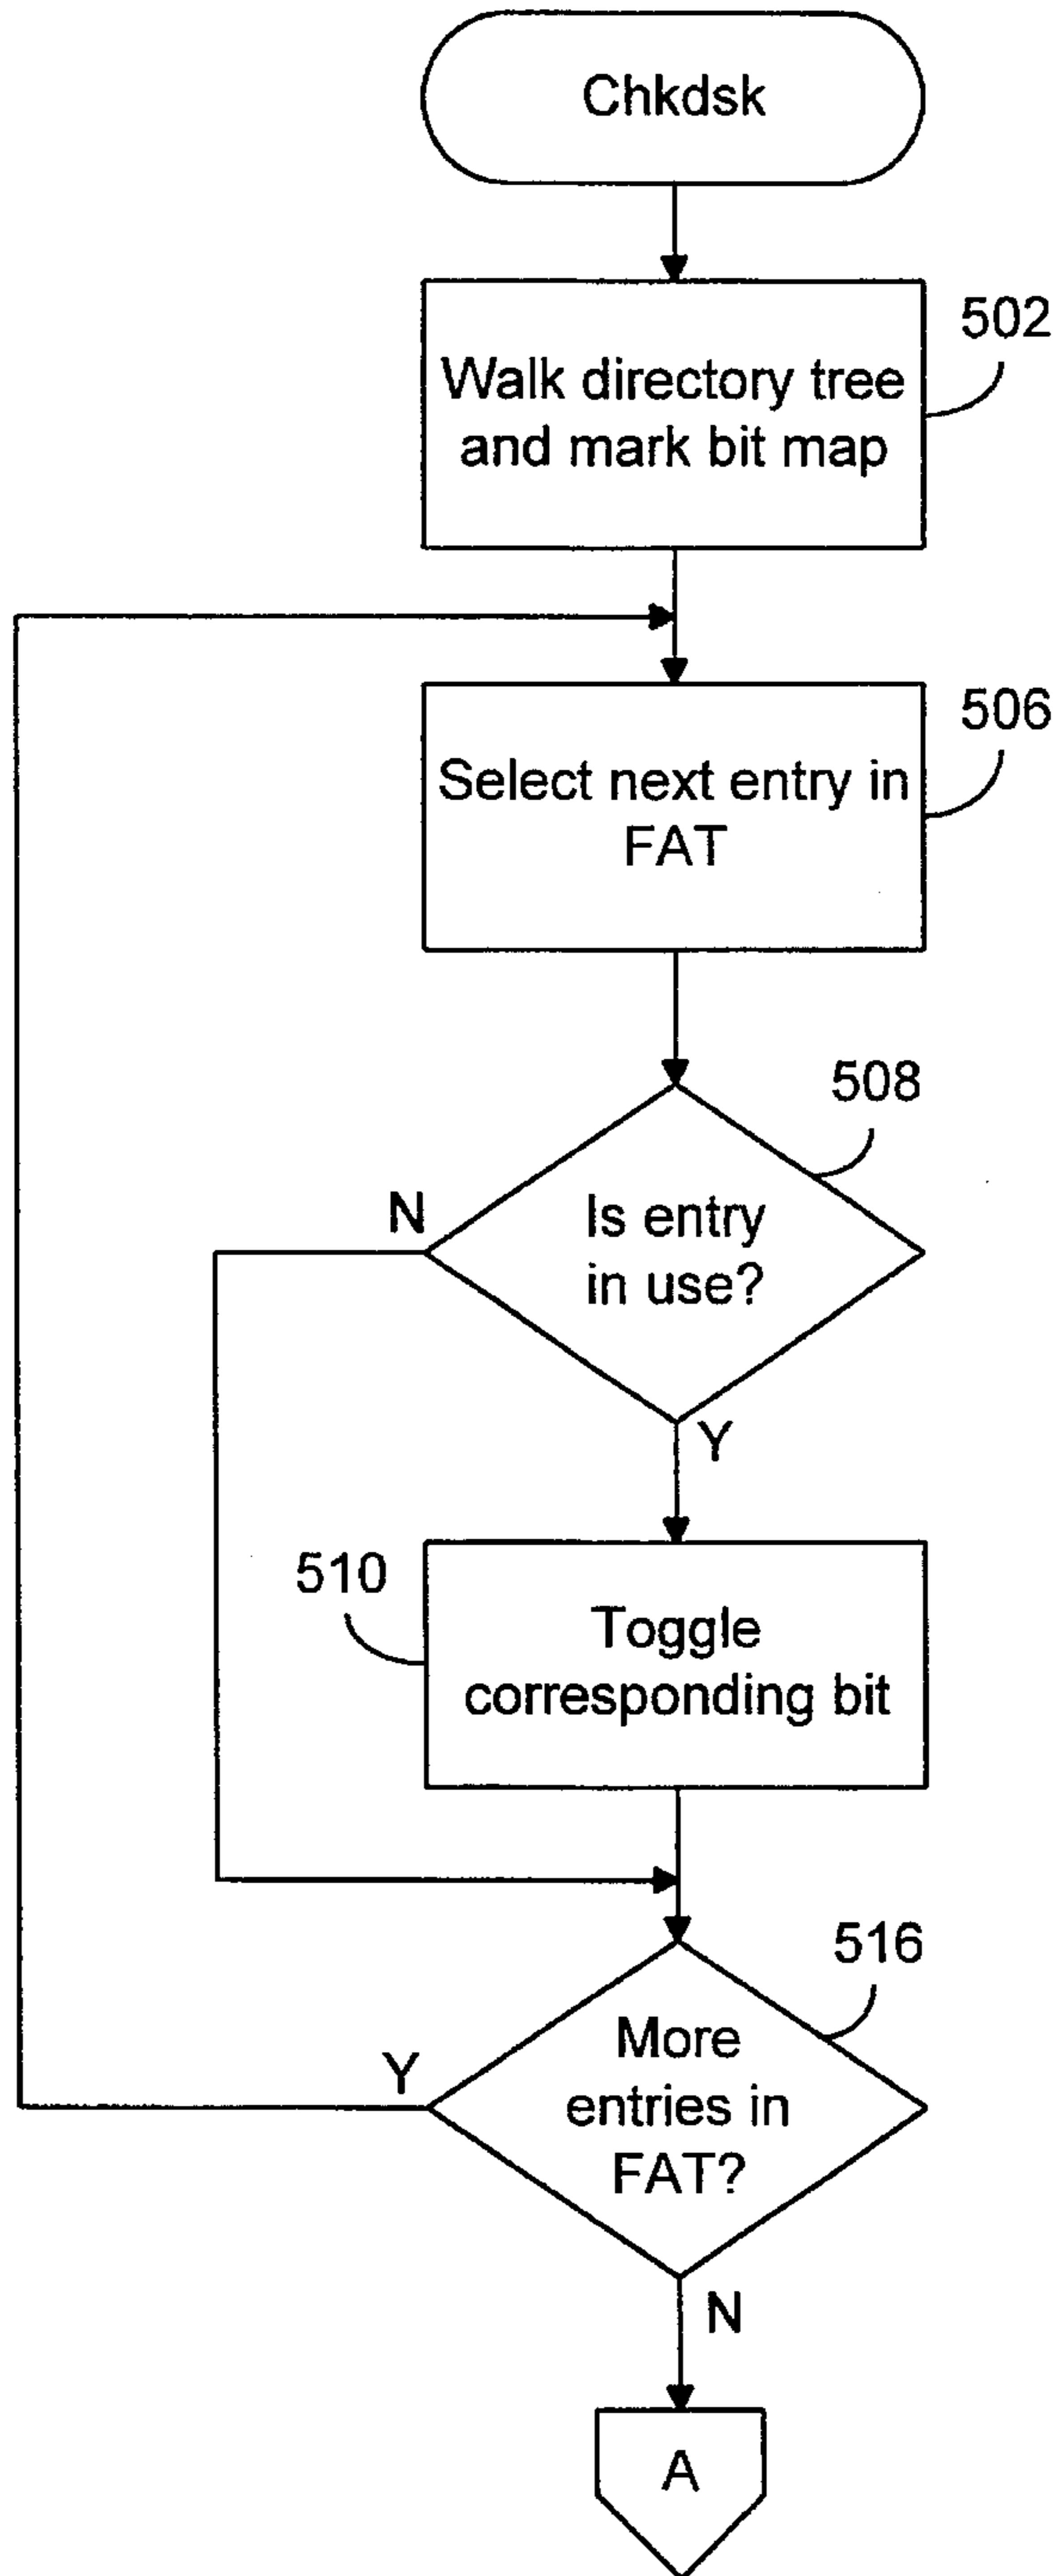 Chkdsk
502
Walk directory tree
and mark bit map
506
Select next entry in
FAT
508
N
Is entry
in use?
Y
510
Toggle
corresponding bit
516
Y
More
entries in
FAT?
N
A